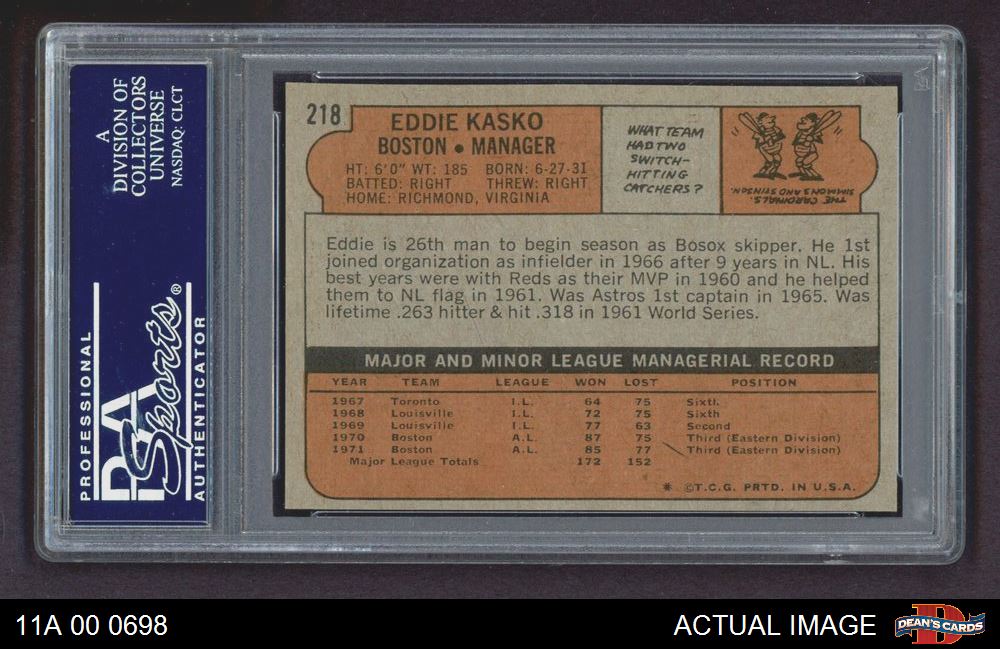 A
DIVISION OF
COLLECTORS
UNIVERSE
NASDAQ: CLCT
PROFESSIONAL
PSA
Sports®
AUTHENTICATOR
218
EDDIE KASKO
BOSTON • MANAGER
HT: 6'0" WT: 185 BORN: 6-27-31
BATTED: RIGHT THREW: RIGHT
HOME: RICHMOND, VIRGINIA
WHAT TEAM
HAD TWO
SWITCH-
HITTING
CATCHERS?
THE CARDINALS.
SIMMONS AND STINSON.
Eddie is 26th man to begin season as Bosox skipper. He 1st
joined organization as infielder in 1966 after 9 years in NL. His
best years were with Reds as their MVP in 1960 and he helped
them to NL flag in 1961. Was Astros 1st captain in 1965. Was
lifetime .263 hitter & hit .318 in 1961 World Series.
MAJOR AND MINOR LEAGUE MANAGERIAL RECORD
YEAR TEAM LEAGUE WON LOST POSITION
1967 Toronto I.L. 64 75 Sixth
1968 Louisville I.L. 72 75 Sixth
1969 Louisville I.L. 77 63 Second
1970 Boston A.L. 87 75 Third (Eastern Division)
1971 Boston A.L. 85 77 Third (Eastern Division)
Major League Totals 172 152
* ©T.C.G. PRTD. IN U.S.A.
11A 00 0698
ACTUAL IMAGE
DEAN'S CARDS